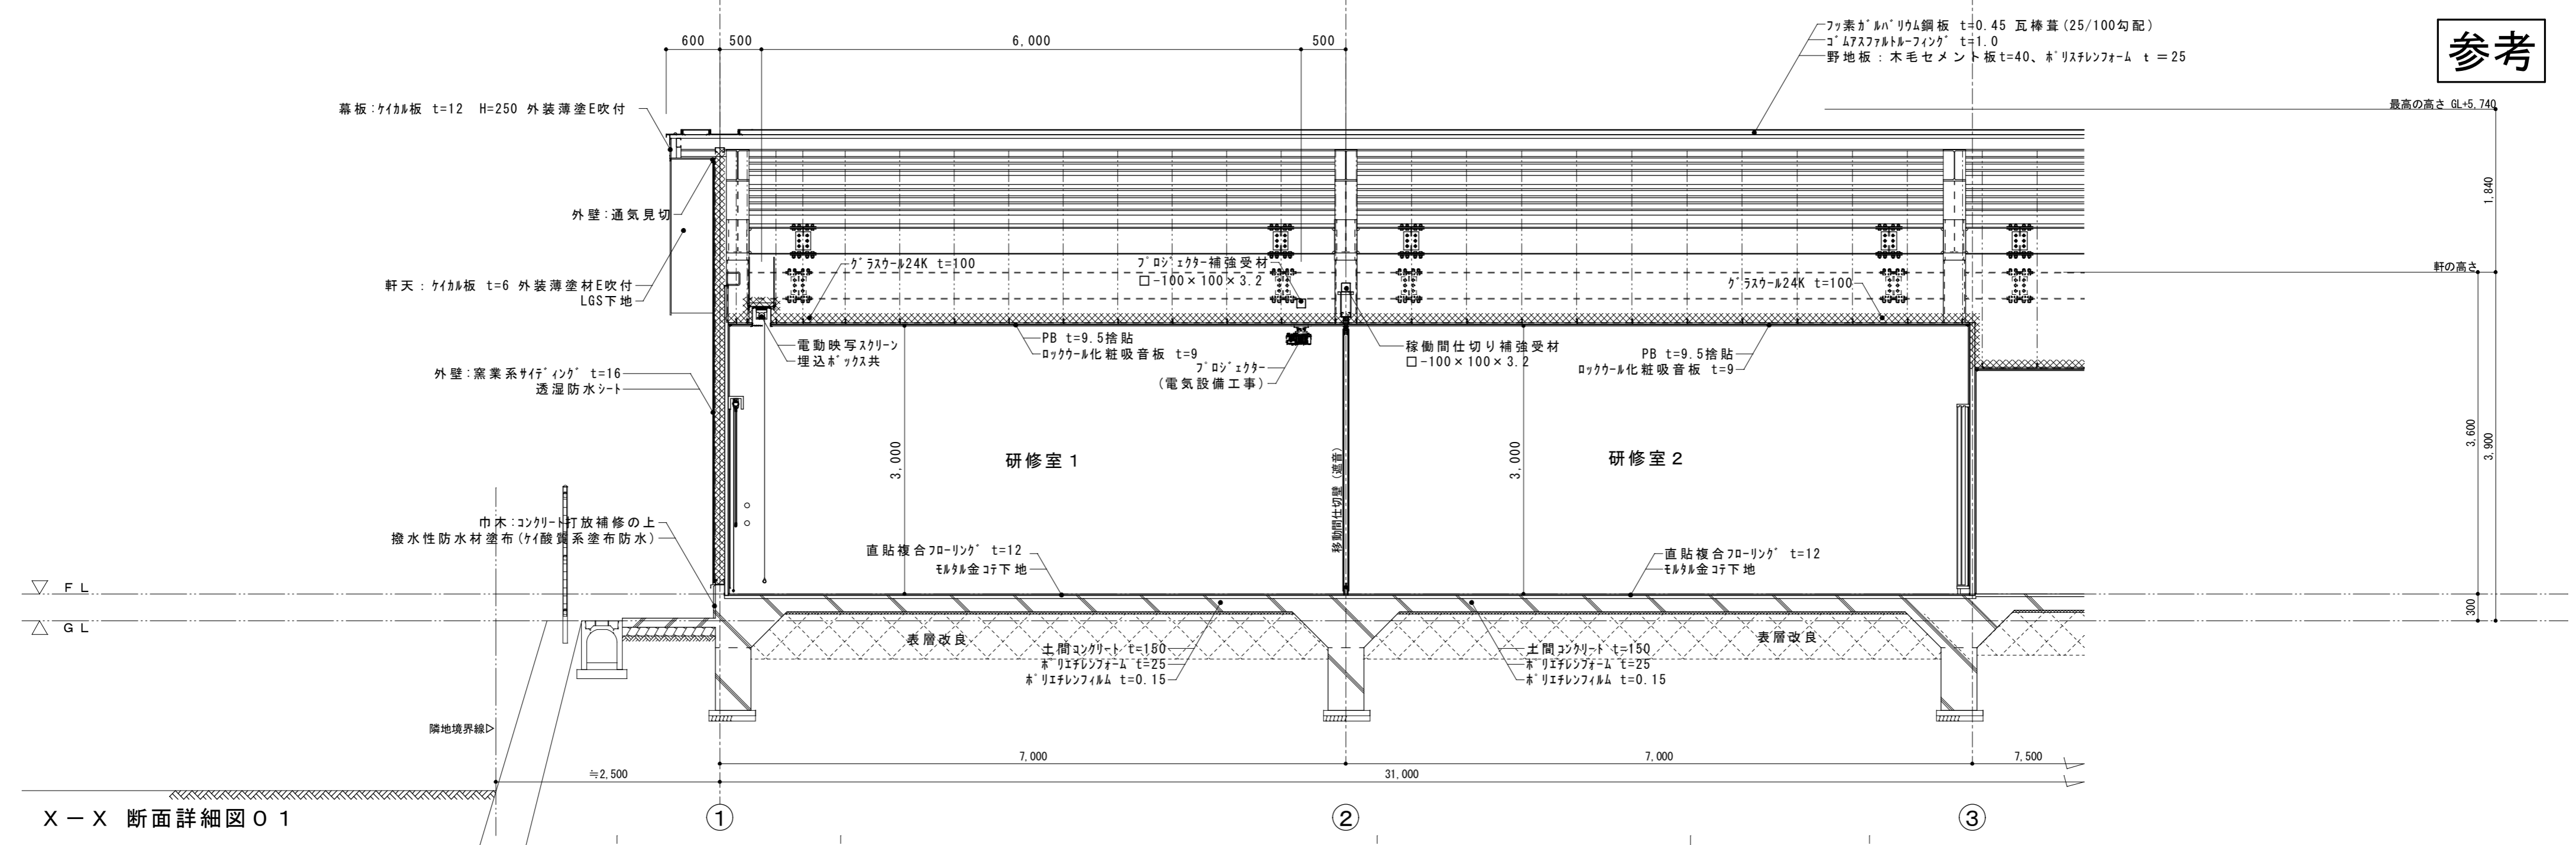 フッ素ガルバリウム鋼板 t=0.45 瓦棒葺(25/100勾配)
ゴムアスファルトルーフィング t=1.0
野地板：木毛セメント板t=40、ポリスチレンフォーム t＝25
参考
600
500
6,000
500
最高の高さ GL+5,740
幕板:ケイカル板 t=12 H=250 外装薄塗E吹付
1,840
外壁:通気見切
グラスウール24K t=100
プロジェクター補強受材
□-100×100×3.2
グラスウール24K t=100
軒の高さ
軒天：ケイカル板 t=6 外装薄塗材E吹付
LGS下地
電動映写スクリーン
埋込ボックス共
PB t=9.5捨貼
ロックウール化粧吸音板 t=9
プロジェクター
(電気設備工事)
稼働間仕切り補強受材
□-100×100×3.2
PB t=9.5捨貼
ロックウール化粧吸音板 t=9
外壁:窯業系サイディング t=16
透湿防水シート
3,000
研修室１
移動間仕切壁（遮音）
3,000
研修室２
3,600
3,900
巾木:コンクリート打放補修の上
撥水性防水材塗布(ケイ酸質系塗布防水)
直貼複合フローリング t=12
モルタル金コテ下地
直貼複合フローリング t=12
モルタル金コテ下地
ＦＬ
300
ＧＬ
表層改良
表層改良
土間コンクリート t=150
ポリエチレンフォーム t=25
ポリエチレンフィルム t=0.15
土間コンクリート t=150
ポリエチレンフォーム t=25
ポリエチレンフィルム t=0.15
隣地境界線
7,000
7,000
7,500
≒2,500
31,000
Ｘ－Ｘ 断面詳細図０１
①
②
③